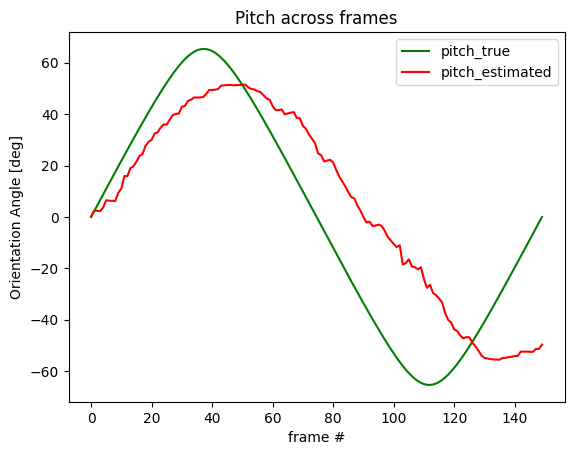 Pitch across frames
pitch_true
pitch_estimated
Orientation Angle [deg]
60
40
20
0
−20
−40
−60
0 20 40 60 80 100 120 140
frame #